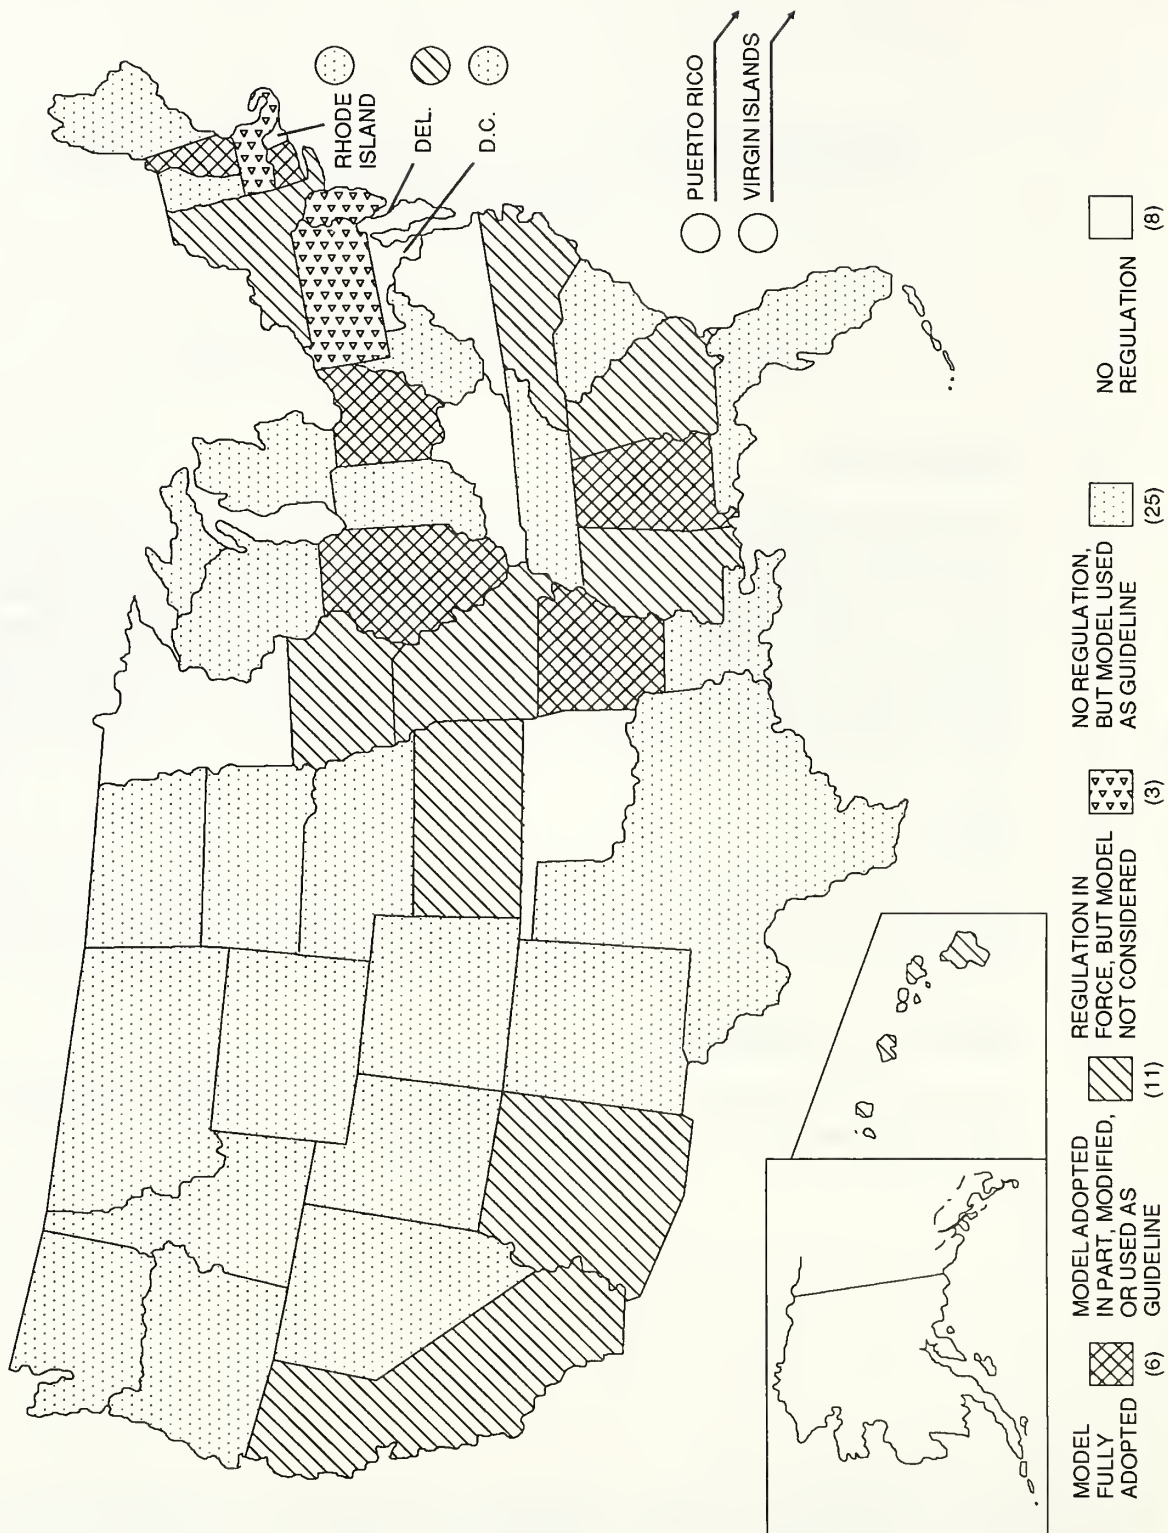 RHODE
ISLAND
DEL.
D.C.
PUERTO RICO
VIRGIN ISLANDS
MODEL
FULLY
ADOPTED
(6)
MODEL ADOPTED
IN PART, MODIFIED,
OR USED AS
GUIDELINE
(11)
REGULATION IN
FORCE, BUT MODEL
NOT CONSIDERED
(3)
NO REGULATION,
BUT MODEL USED
AS GUIDELINE
(25)
NO
REGULATION
(8)